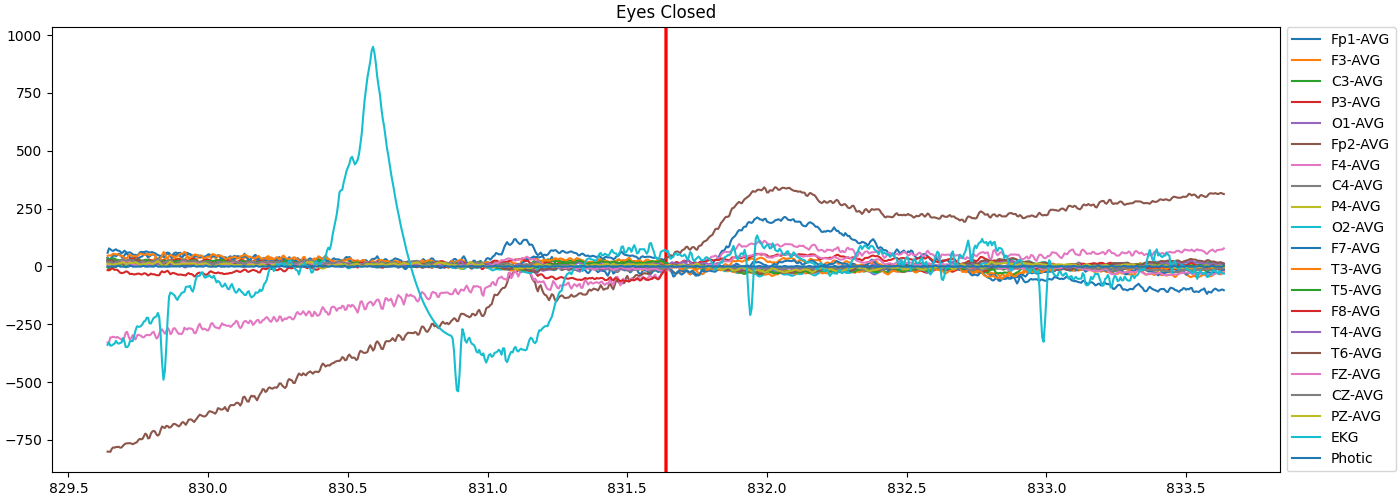 Eyes Closed
1000
750
500
250
0
−250
−500
−750
829.5 830.0 830.5 831.0 831.5 832.0 832.5 833.0 833.5
Fp1-AVG
F3-AVG
C3-AVG
P3-AVG
O1-AVG
Fp2-AVG
F4-AVG
C4-AVG
P4-AVG
O2-AVG
F7-AVG
T3-AVG
T5-AVG
F8-AVG
T4-AVG
T6-AVG
FZ-AVG
CZ-AVG
PZ-AVG
EKG
Photic